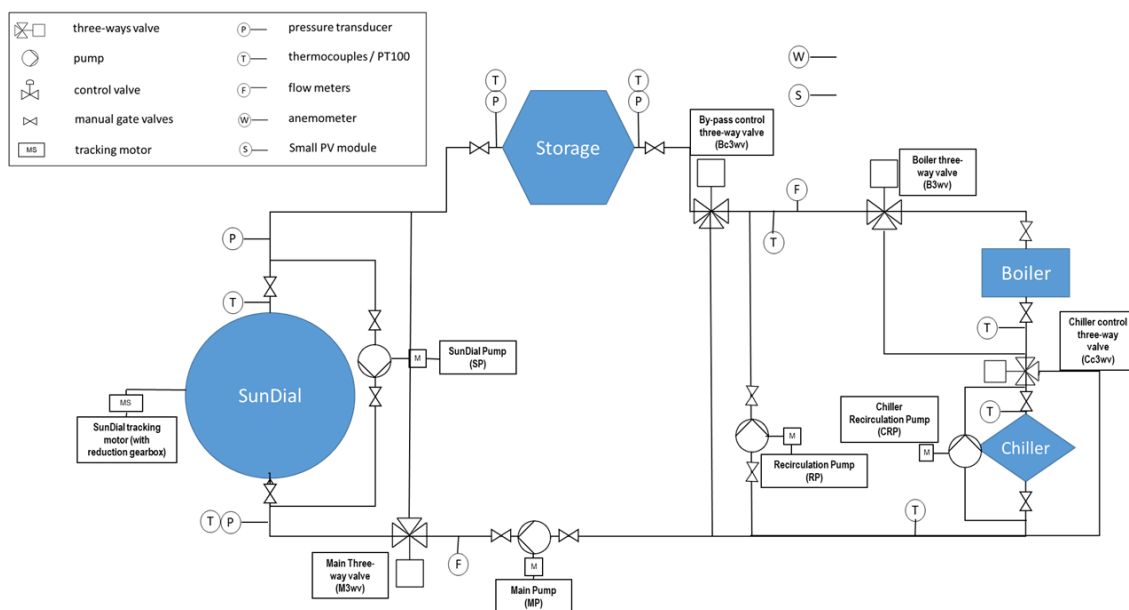 three-ways valve
pump
control valve
manual gate valves
MS
tracking motor
P
pressure transducer
T
thermocouples / PT100
F
flow meters
W
anemometer
S
Small PV module
T
P
Storage
T
P
W
S
By-pass control
three-way valve
(Bc3wv)
Boiler three-
way valve
(B3wv)
F
T
Boiler
T
Chiller control
three-way
valve
(Cc3wv)
P
T
SunDial
MS
SunDial tracking
motor (with
reduction gearbox)
M
SunDial Pump
(SP)
T
Chiller
Recirculation Pump
(CRP)
M
Chiller
M
Recirculation Pump
(RP)
T
T
P
Main Three-
way valve
(M3wv)
F
M
Main Pump
(MP)